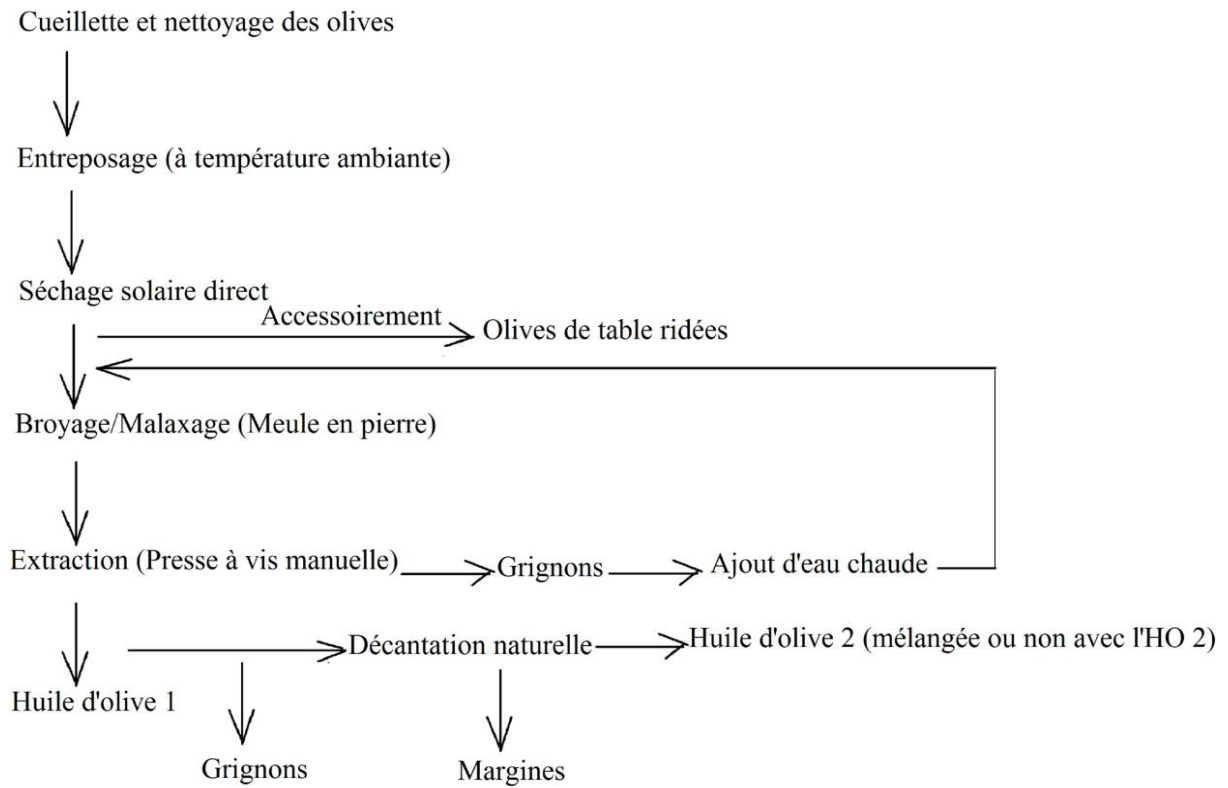 Cueillette et nettoyage des olives
Entreposage (à température ambiante)
Séchage solaire direct
Accessoirement
Olives de table ridées
Broyage/Malaxage (Meule en pierre)
Extraction (Presse à vis manuelle)
Grignons
Ajout d'eau chaude
Décantation naturelle
Huile d'olive 2 (mélangée ou non avec l'HO 2)
Huile d'olive 1
Grignons
Margines